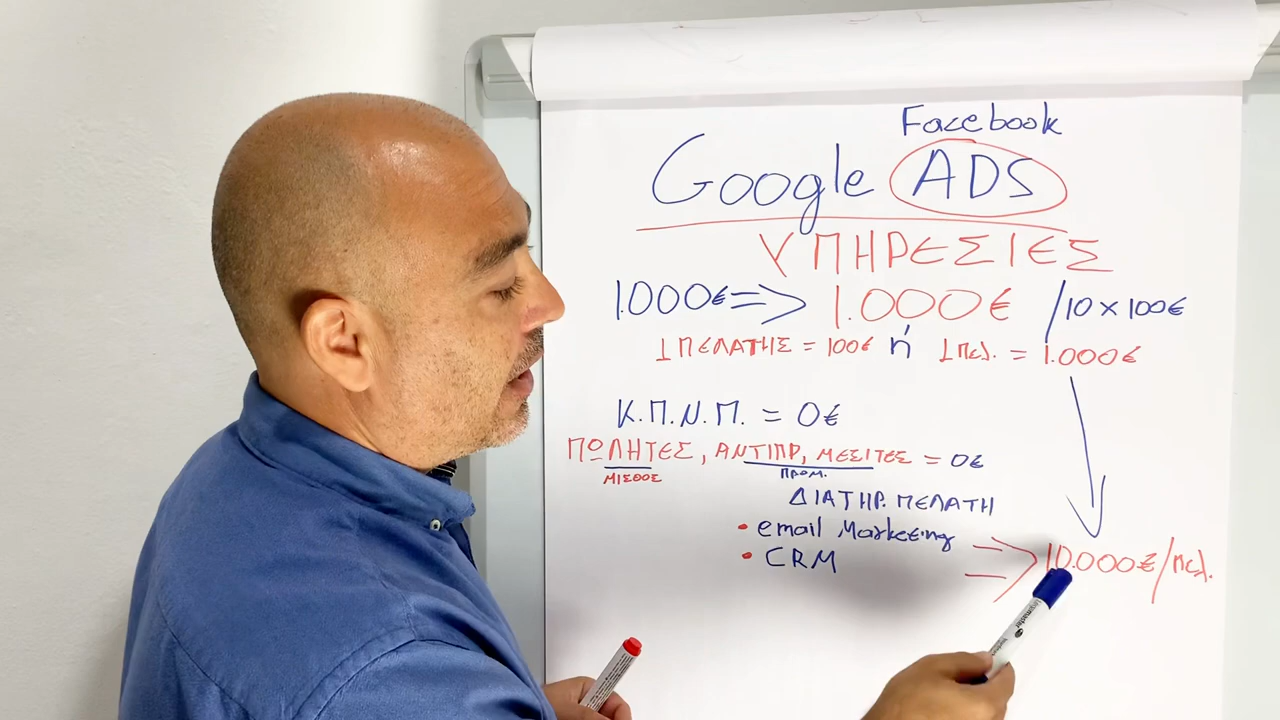 Facebook
Google ADS
ΥΠΗΡΕΣΙΕΣ
1.000€ => 1.000€ /10 x 100€
1 ΠΕΛΑΤΗΣ = 100€ ή 1 πελ. = 1.000€
Κ.Π.Ν.Π. = 0€
ΠΩΛΗΤΕΣ, ΑΝΤΙΠΡ, ΜΕΣΙΤΕΣ = 0€
ΜΙΣΘΟΣ ΠΡΟΜ.
ΔΙΑΤΗΡ. ΠΕΛΑΤΗ
• email Marketing
• CRM
=> 10.000€/πελ.